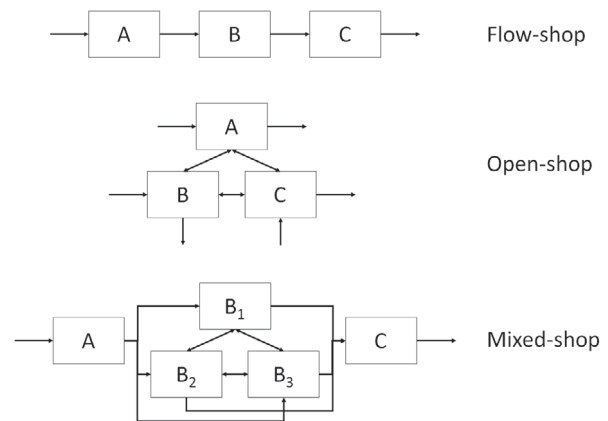 A B C Flow-shop
A
Open-shop
B C
B₁
A C Mixed-shop
B₂ B₃